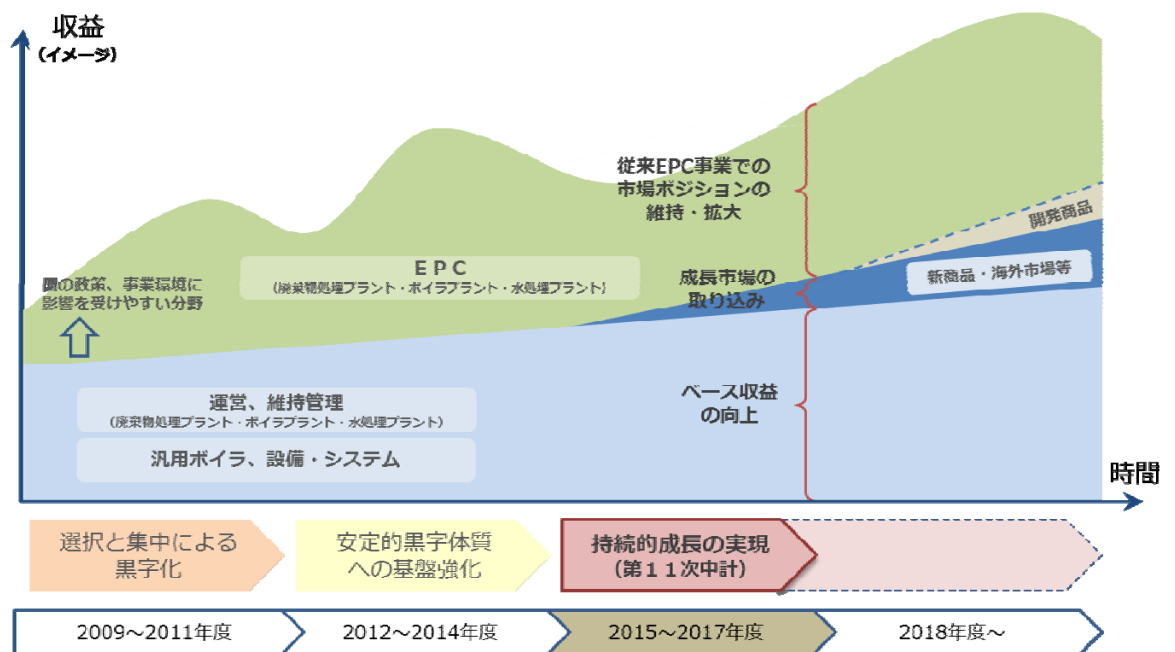 収益
(イメージ)
従来EPC事業での
市場ポジションの
維持・拡大
開発商品
成長市場の
取り込み
新商品・海外市場等
EPC
(廃棄物処理プラント・ボイラプラント・水処理プラント)
の政策、事業環境に
影響を受けやすい分野
ベース収益
の向上
運営、維持管理
(廃棄物処理プラント・ボイラプラント・水処理プラント)
汎用ボイラ、設備・システム
時間
選択と集中による
黒字化
安定的黒字体質
への基盤強化
持続的成長の実現
(第11次中計)
2009～2011年度
2012～2014年度
2015～2017年度
2018年度～